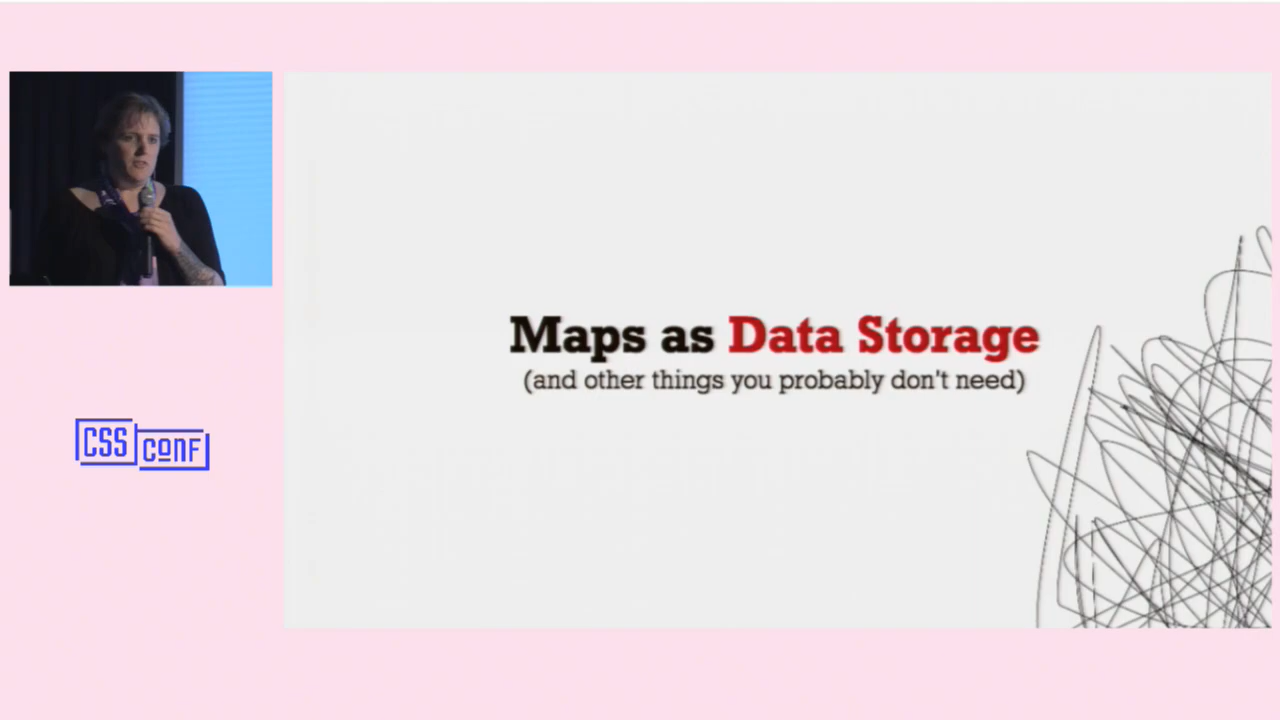 CSS
CONF
Maps as Data Storage
(and other things you probably don't need)